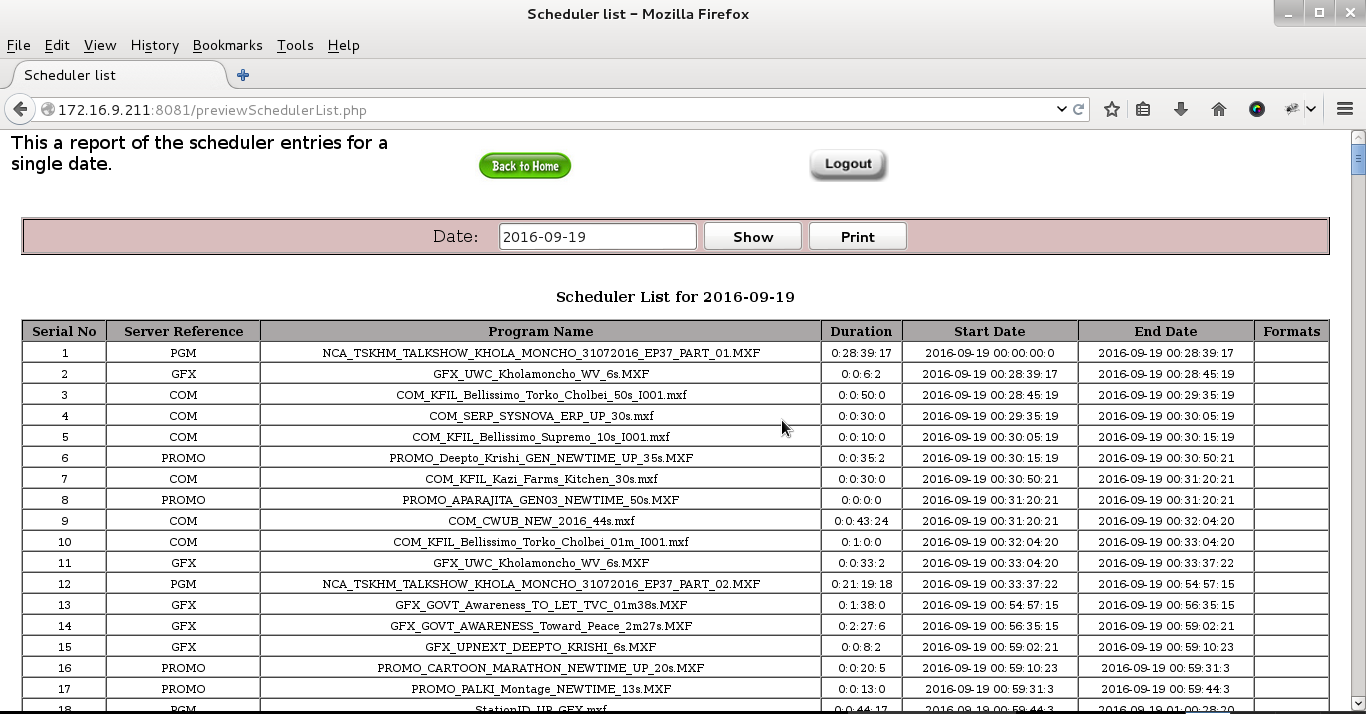 Scheduler list - Mozilla Firefox
File Edit View History Bookmarks Tools Help
Scheduler list
172.16.9.211:8081/previewSchedulerList.php
This a report of the scheduler entries for a
single date.
Back to Home
Logout
Date: 2016-09-19 Show Print
Scheduler List for 2016-09-19
Serial No Server Reference Program Name Duration Start Date End Date Formats
1 PGM NCA_TSKHM_TALKSHOW_KHOLA_MONCHO_31072016_EP37_PART_01.MXF 0:28:39:17 2016-09-19 00:00:00:0 2016-09-19 00:28:39:17
2 GFX GFX_UWC_Kholamoncho_WV_6s.MXF 0:0:6:2 2016-09-19 00:28:39:17 2016-09-19 00:28:45:19
3 COM COM_KFIL_Bellissimo_Torko_Cholbei_50s_I001.mxf 0:0:50:0 2016-09-19 00:28:45:19 2016-09-19 00:29:35:19
4 COM COM_SERP_SYSNOVA_ERP_UP_30s.mxf 0:0:30:0 2016-09-19 00:29:35:19 2016-09-19 00:30:05:19
5 COM COM_KFIL_Bellissimo_Supremo_10s_I001.mxf 0:0:10:0 2016-09-19 00:30:05:19 2016-09-19 00:30:15:19
6 PROMO PROMO_Deepto_Krishi_GEN_NEWTIME_UP_35s.MXF 0:0:35:2 2016-09-19 00:30:15:19 2016-09-19 00:30:50:21
7 COM COM_KFIL_Kazi_Farms_Kitchen_30s.mxf 0:0:30:0 2016-09-19 00:30:50:21 2016-09-19 00:31:20:21
8 PROMO PROMO_APARAJITA_GEN03_NEWTIME_50s.MXF 0:0:0:0 2016-09-19 00:31:20:21 2016-09-19 00:31:20:21
9 COM COM_CWUB_NEW_2016_44s.mxf 0:0:43:24 2016-09-19 00:31:20:21 2016-09-19 00:32:04:20
10 COM COM_KFIL_Bellissimo_Torko_Cholbei_01m_I001.mxf 0:1:0:0 2016-09-19 00:32:04:20 2016-09-19 00:33:04:20
11 GFX GFX_UWC_Kholamoncho_WV_6s.MXF 0:0:33:2 2016-09-19 00:33:04:20 2016-09-19 00:33:37:22
12 PGM NCA_TSKHM_TALKSHOW_KHOLA_MONCHO_31072016_EP37_PART_02.MXF 0:21:19:18 2016-09-19 00:33:37:22 2016-09-19 00:54:57:15
13 GFX GFX_GOVT_Awareness_TO_LET_TVC_01m38s.MXF 0:1:38:0 2016-09-19 00:54:57:15 2016-09-19 00:56:35:15
14 GFX GFX_GOVT_AWARENESS_Toward_Peace_2m27s.MXF 0:2:27:6 2016-09-19 00:56:35:15 2016-09-19 00:59:02:21
15 GFX GFX_UPNEXT_DEEPTO_KRISHI_6s.MXF 0:0:8:2 2016-09-19 00:59:02:21 2016-09-19 00:59:10:23
16 PROMO PROMO_CARTOON_MARATHON_NEWTIME_UP_20s.MXF 0:0:20:5 2016-09-19 00:59:10:23 2016-09-19 00:59:31:3
17 PROMO PROMO_PALKI_Montage_NEWTIME_13s.MXF 0:0:13:0 2016-09-19 00:59:31:3 2016-09-19 00:59:44:3
18 PGM StationID_UP_GFX.mxf 0:0:44:17 2016-09-19 00:59:44:3 2016-09-19 01:00:28:20